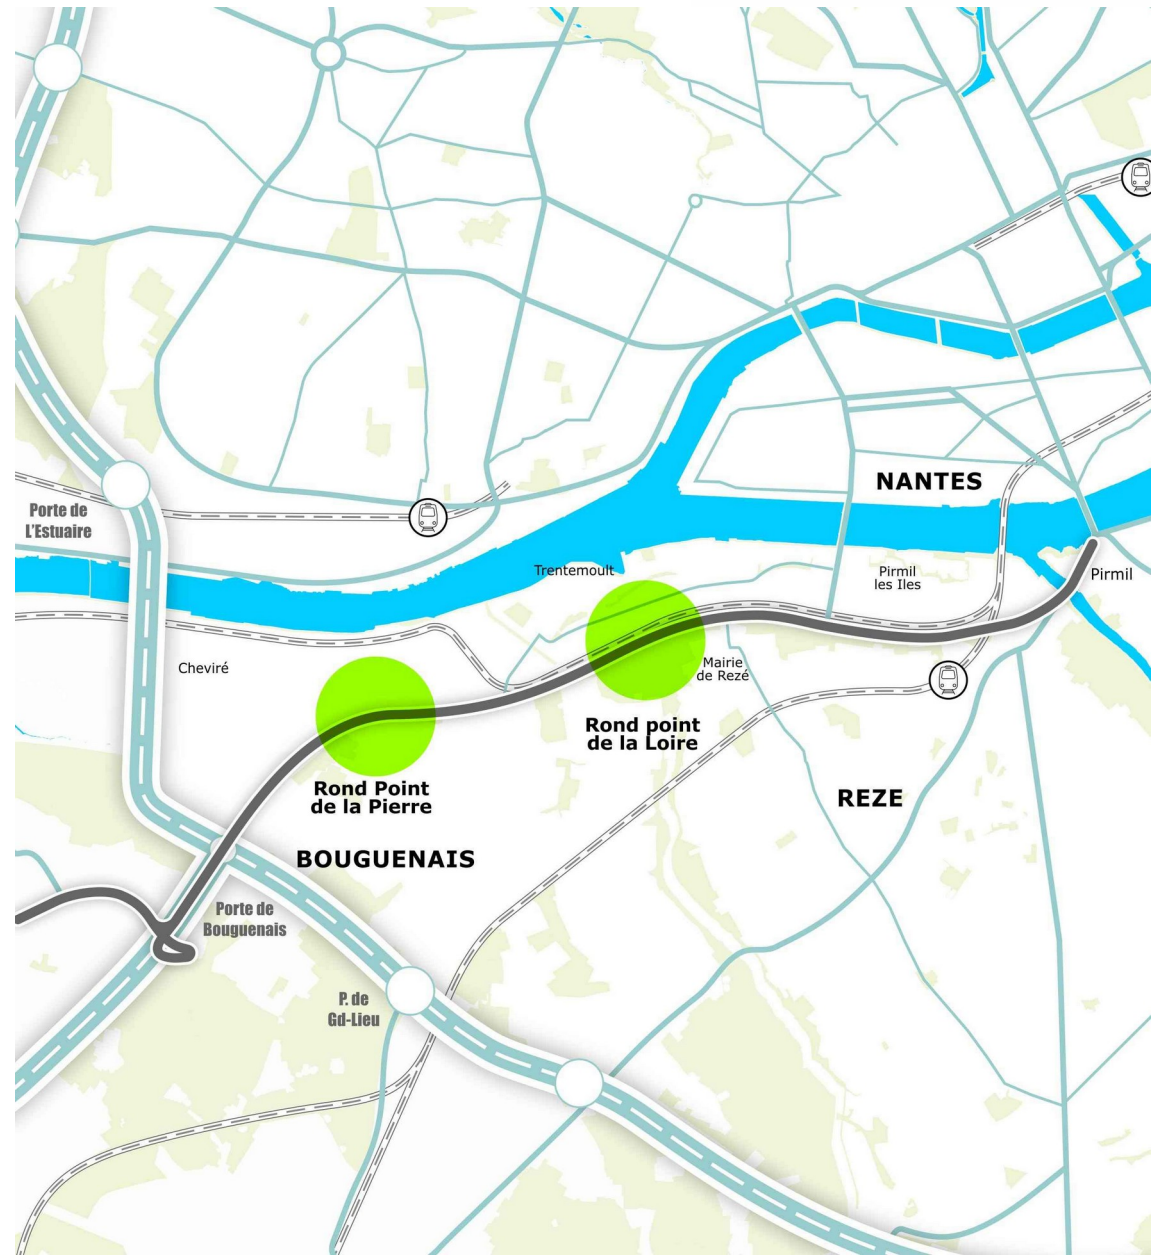 NANTES
Porte de
L'Estuaire
Trentemoult
Pirmil
les Iles
Pirmil
Cheviré
Mairie
de Rezé
Rond point
de la Loire
Rond Point
de la Pierre
REZE
BOUGUENAIS
Porte de
Bouguenais
P. de
Gd-Lieu